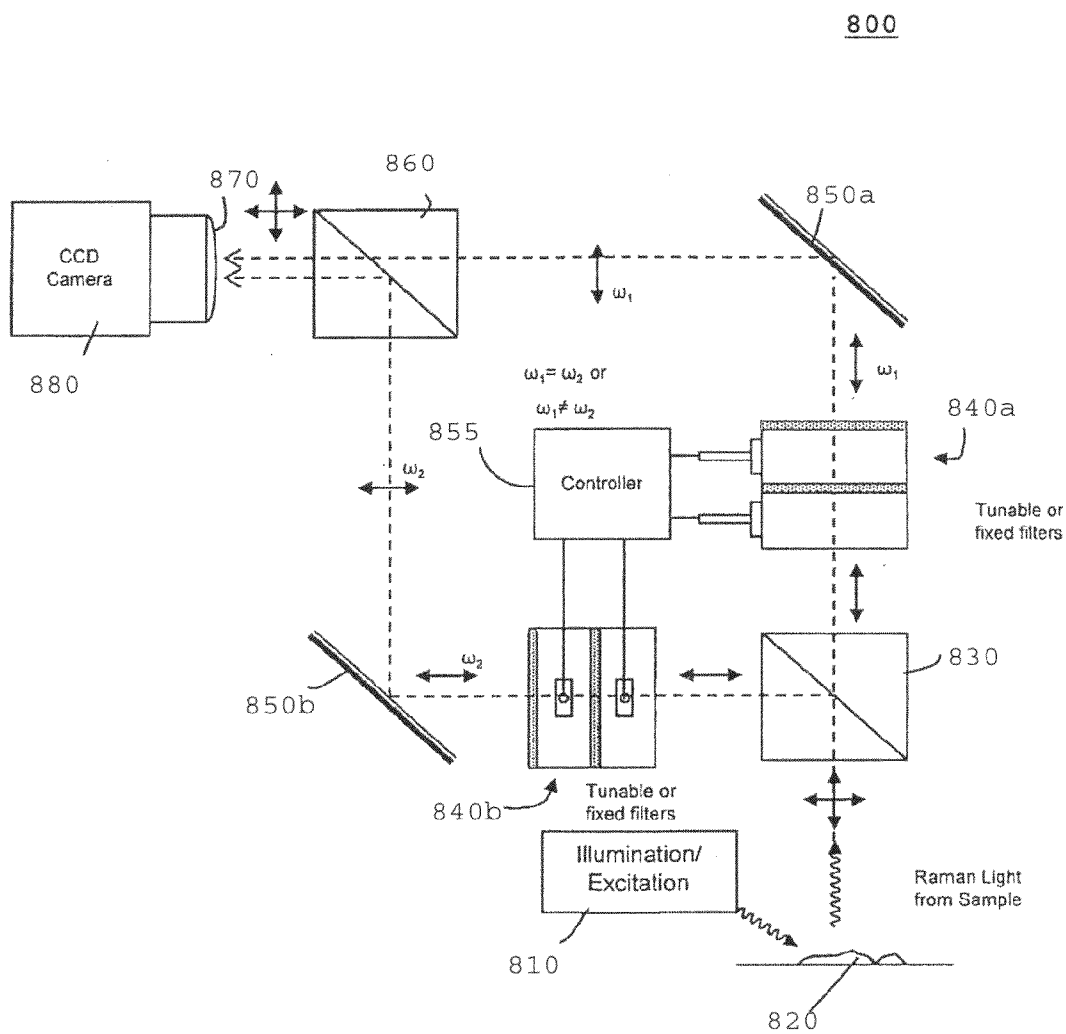 800
860
870
850a
CCD
Camera
ω₁
880
ω₁
ω₁= ω₂ or
ω₁≠ ω₂
855
840a
Controller
ω₂
Tunable or
fixed filters
ω₂
830
850b
840b
Tunable or
fixed filters
Illumination/
Excitation
Raman Light
from Sample
810
820